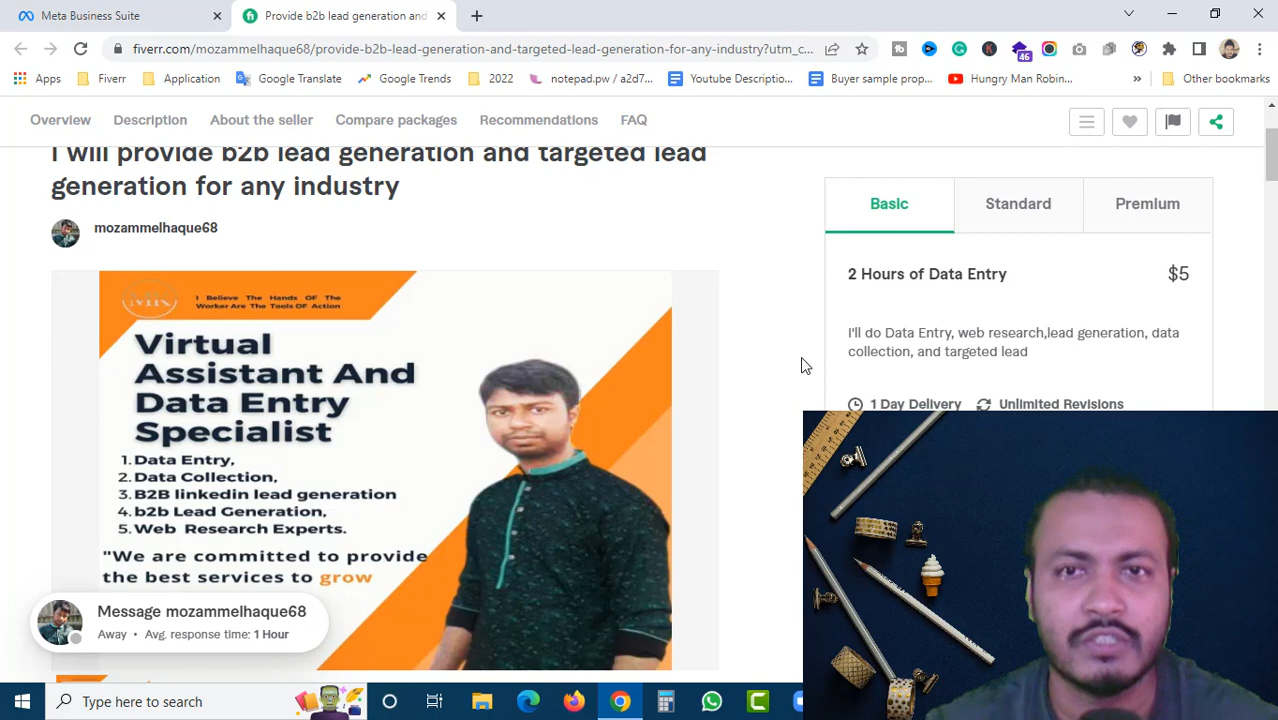 Meta Business Suite
Provide b2b lead generation and
fiverr.com/mozammelhaque68/provide-b2b-lead-generation-and-targeted-lead-generation-for-any-industry?utm_c...
46
Apps
Fiverr
Application
Google Translate
Google Trends
2022
notepad.pw / a2d7...
Youtube Descriptio...
Buyer sample prop...
Hungry Man Robin...
Other bookmarks
Overview
Description
About the seller
Compare packages
Recommendations
FAQ
I will provide b2b lead generation and targeted lead
generation for any industry
mozammelhaque68
Basic
Standard
Premium
2 Hours of Data Entry
$5
I'll do Data Entry, web research,lead generation, data
collection, and targeted lead
1 Day Delivery
Unlimited Revisions
I Believe The Hands OF The
Worker Are The Tools OF Action
Virtual
Assistant And
Data Entry
Specialist
1.Data Entry,
2.Data Collection,
3.B2B linkedin lead generation
4.b2b Lead Generation,
5.Web Research Experts.
"We are committed to provide
the best services to grow
Message mozammelhaque68
Away • Avg. response time: 1 Hour
Type here to search